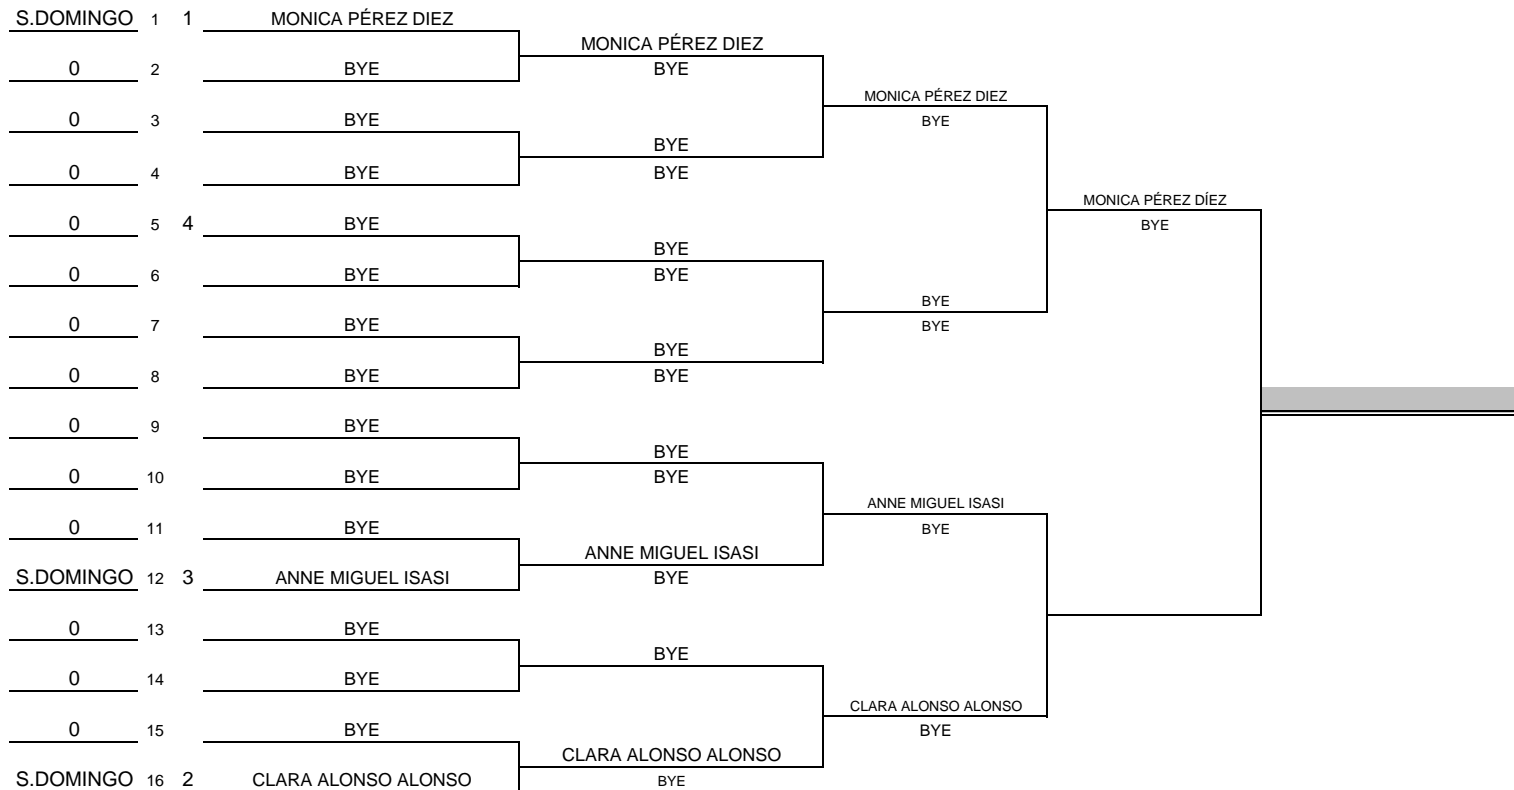 S.DOMINGO 1 1 MONICA PÉREZ DIEZ
MONICA PÉREZ DIEZ
0 2 BYE BYE
MONICA PÉREZ DIEZ
0 3 BYE BYE
BYE
0 4 BYE BYE
MONICA PÉREZ DÍEZ
0 5 4 BYE BYE
BYE
0 6 BYE BYE
BYE
0 7 BYE BYE
BYE
0 8 BYE BYE
0 9 BYE
BYE
0 10 BYE BYE
ANNE MIGUEL ISASI
0 11 BYE BYE
ANNE MIGUEL ISASI
S.DOMINGO 12 3 ANNE MIGUEL ISASI BYE
0 13 BYE
BYE
0 14 BYE
CLARA ALONSO ALONSO
0 15 BYE BYE
CLARA ALONSO ALONSO
S.DOMINGO 16 2 CLARA ALONSO ALONSO BYE